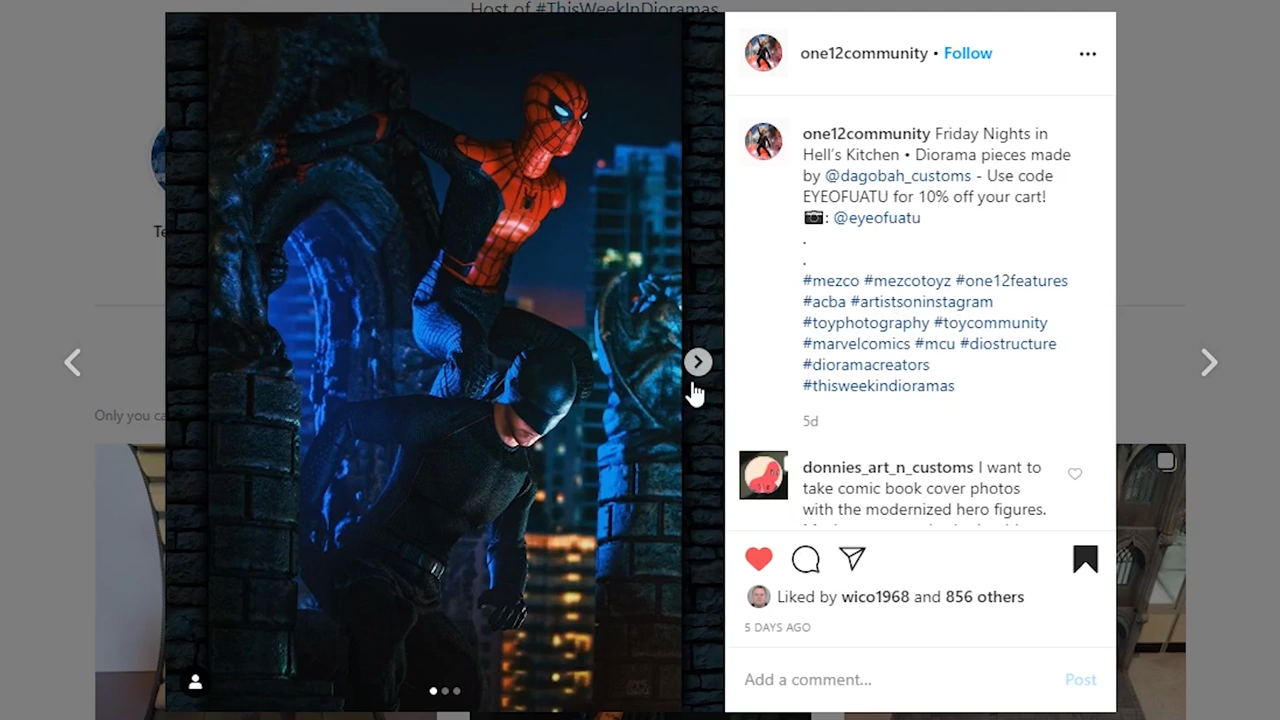 Host of #ThisWeekInDioramas
one12community • Follow
one12community Friday Nights in
Hell's Kitchen • Diorama pieces made
by @dagobah_customs - Use code
EYEOFUATU for 10% off your cart!
: @eyeofuatu
.
.
#mezco #mezcotoyz #one12features
#acba #artistsoninstagram
#toyphotography #toycommunity
#marvelcomics #mcu #diostructure
#dioramacreators
#thisweekindioramas
5d
donnies_art_n_customs I want to
take comic book cover photos
with the modernized hero figures.
Liked by wico1968 and 856 others
5 DAYS AGO
Add a comment... Post
Te
Only you ca